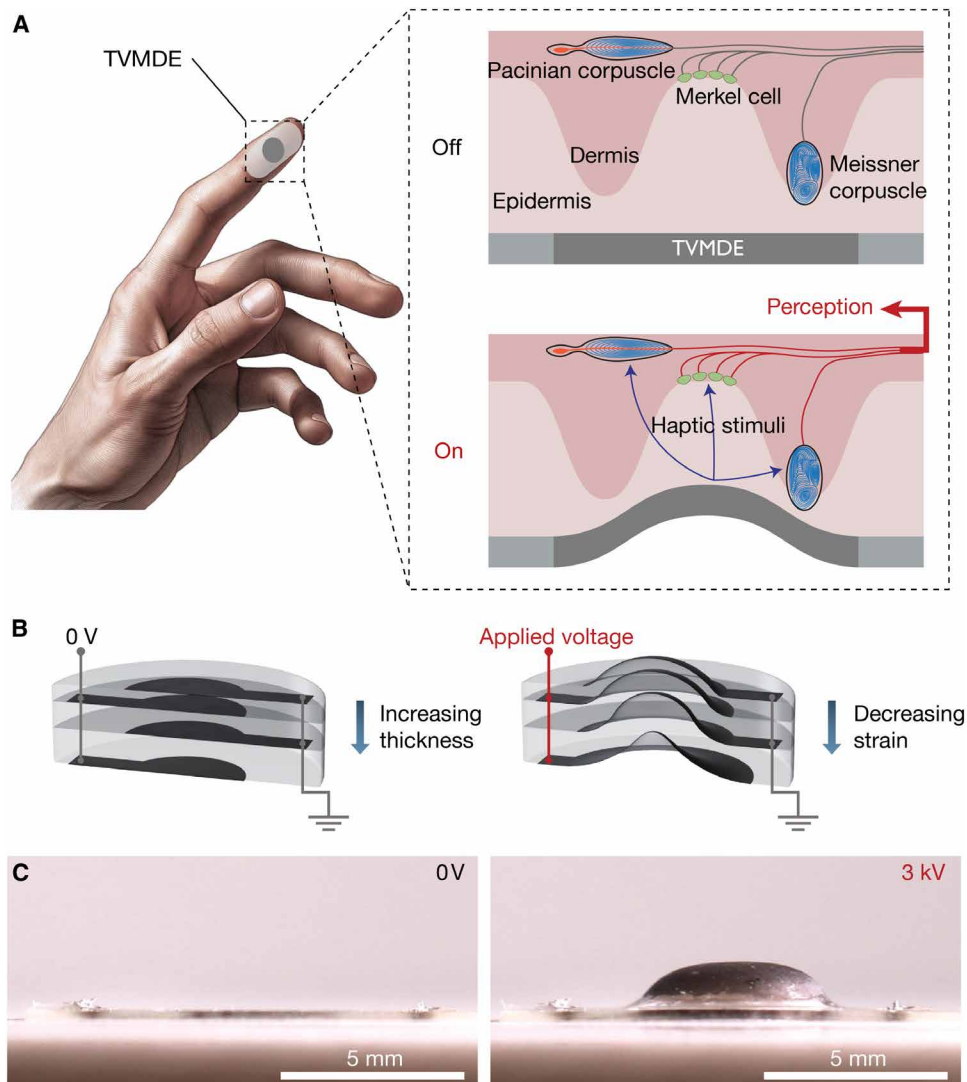 A
TVMDE
Off
Pacinian corpuscle
Merkel cell
Dermis
Meissner
corpuscle
Epidermis
TVMDE
Perception
Haptic stimuli
On
B
0 V
Increasing
thickness
Applied voltage
Decreasing
strain
C
0 V
5 mm
3 kV
5 mm